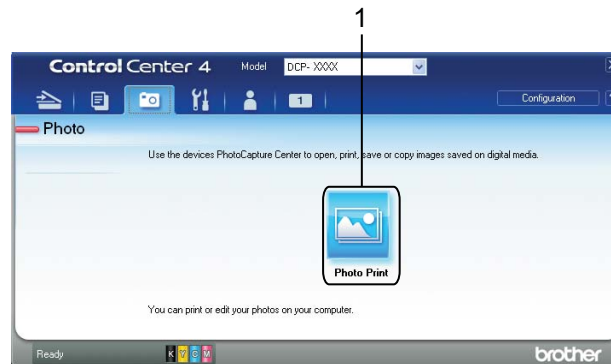 1
Control Center 4 Model DCP- XXXX
1 Configuration
Photo
Use the devices PhotoCapture Center to open, print, save or copy images saved on digital media.
Photo Print
You can print or edit your photos on your computer.
Ready K Y C M brother